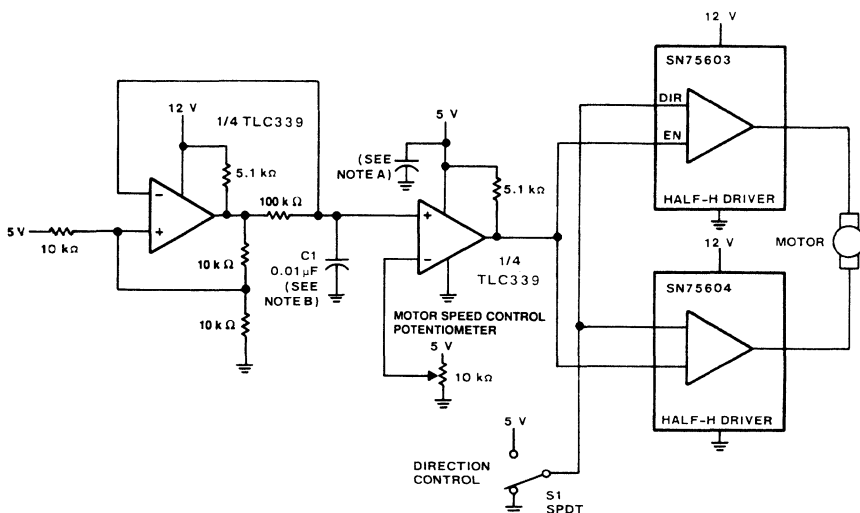 12 V
SN75603
DIR
EN
HALF-H DRIVER
12 V
1/4 TLC339
5.1 kΩ
5 V
(SEE
NOTE A)
5.1 kΩ
-
+
5 V
10 kΩ
100 kΩ
10 kΩ
10 kΩ
C1
0.01μF
(SEE
NOTE B)
+
-
1/4
TLC339
MOTOR SPEED CONTROL
POTENTIOMETER
5 V
10 kΩ
MOTOR
12 V
SN75604
HALF-H DRIVER
5 V
DIRECTION
CONTROL
S1
SPDT